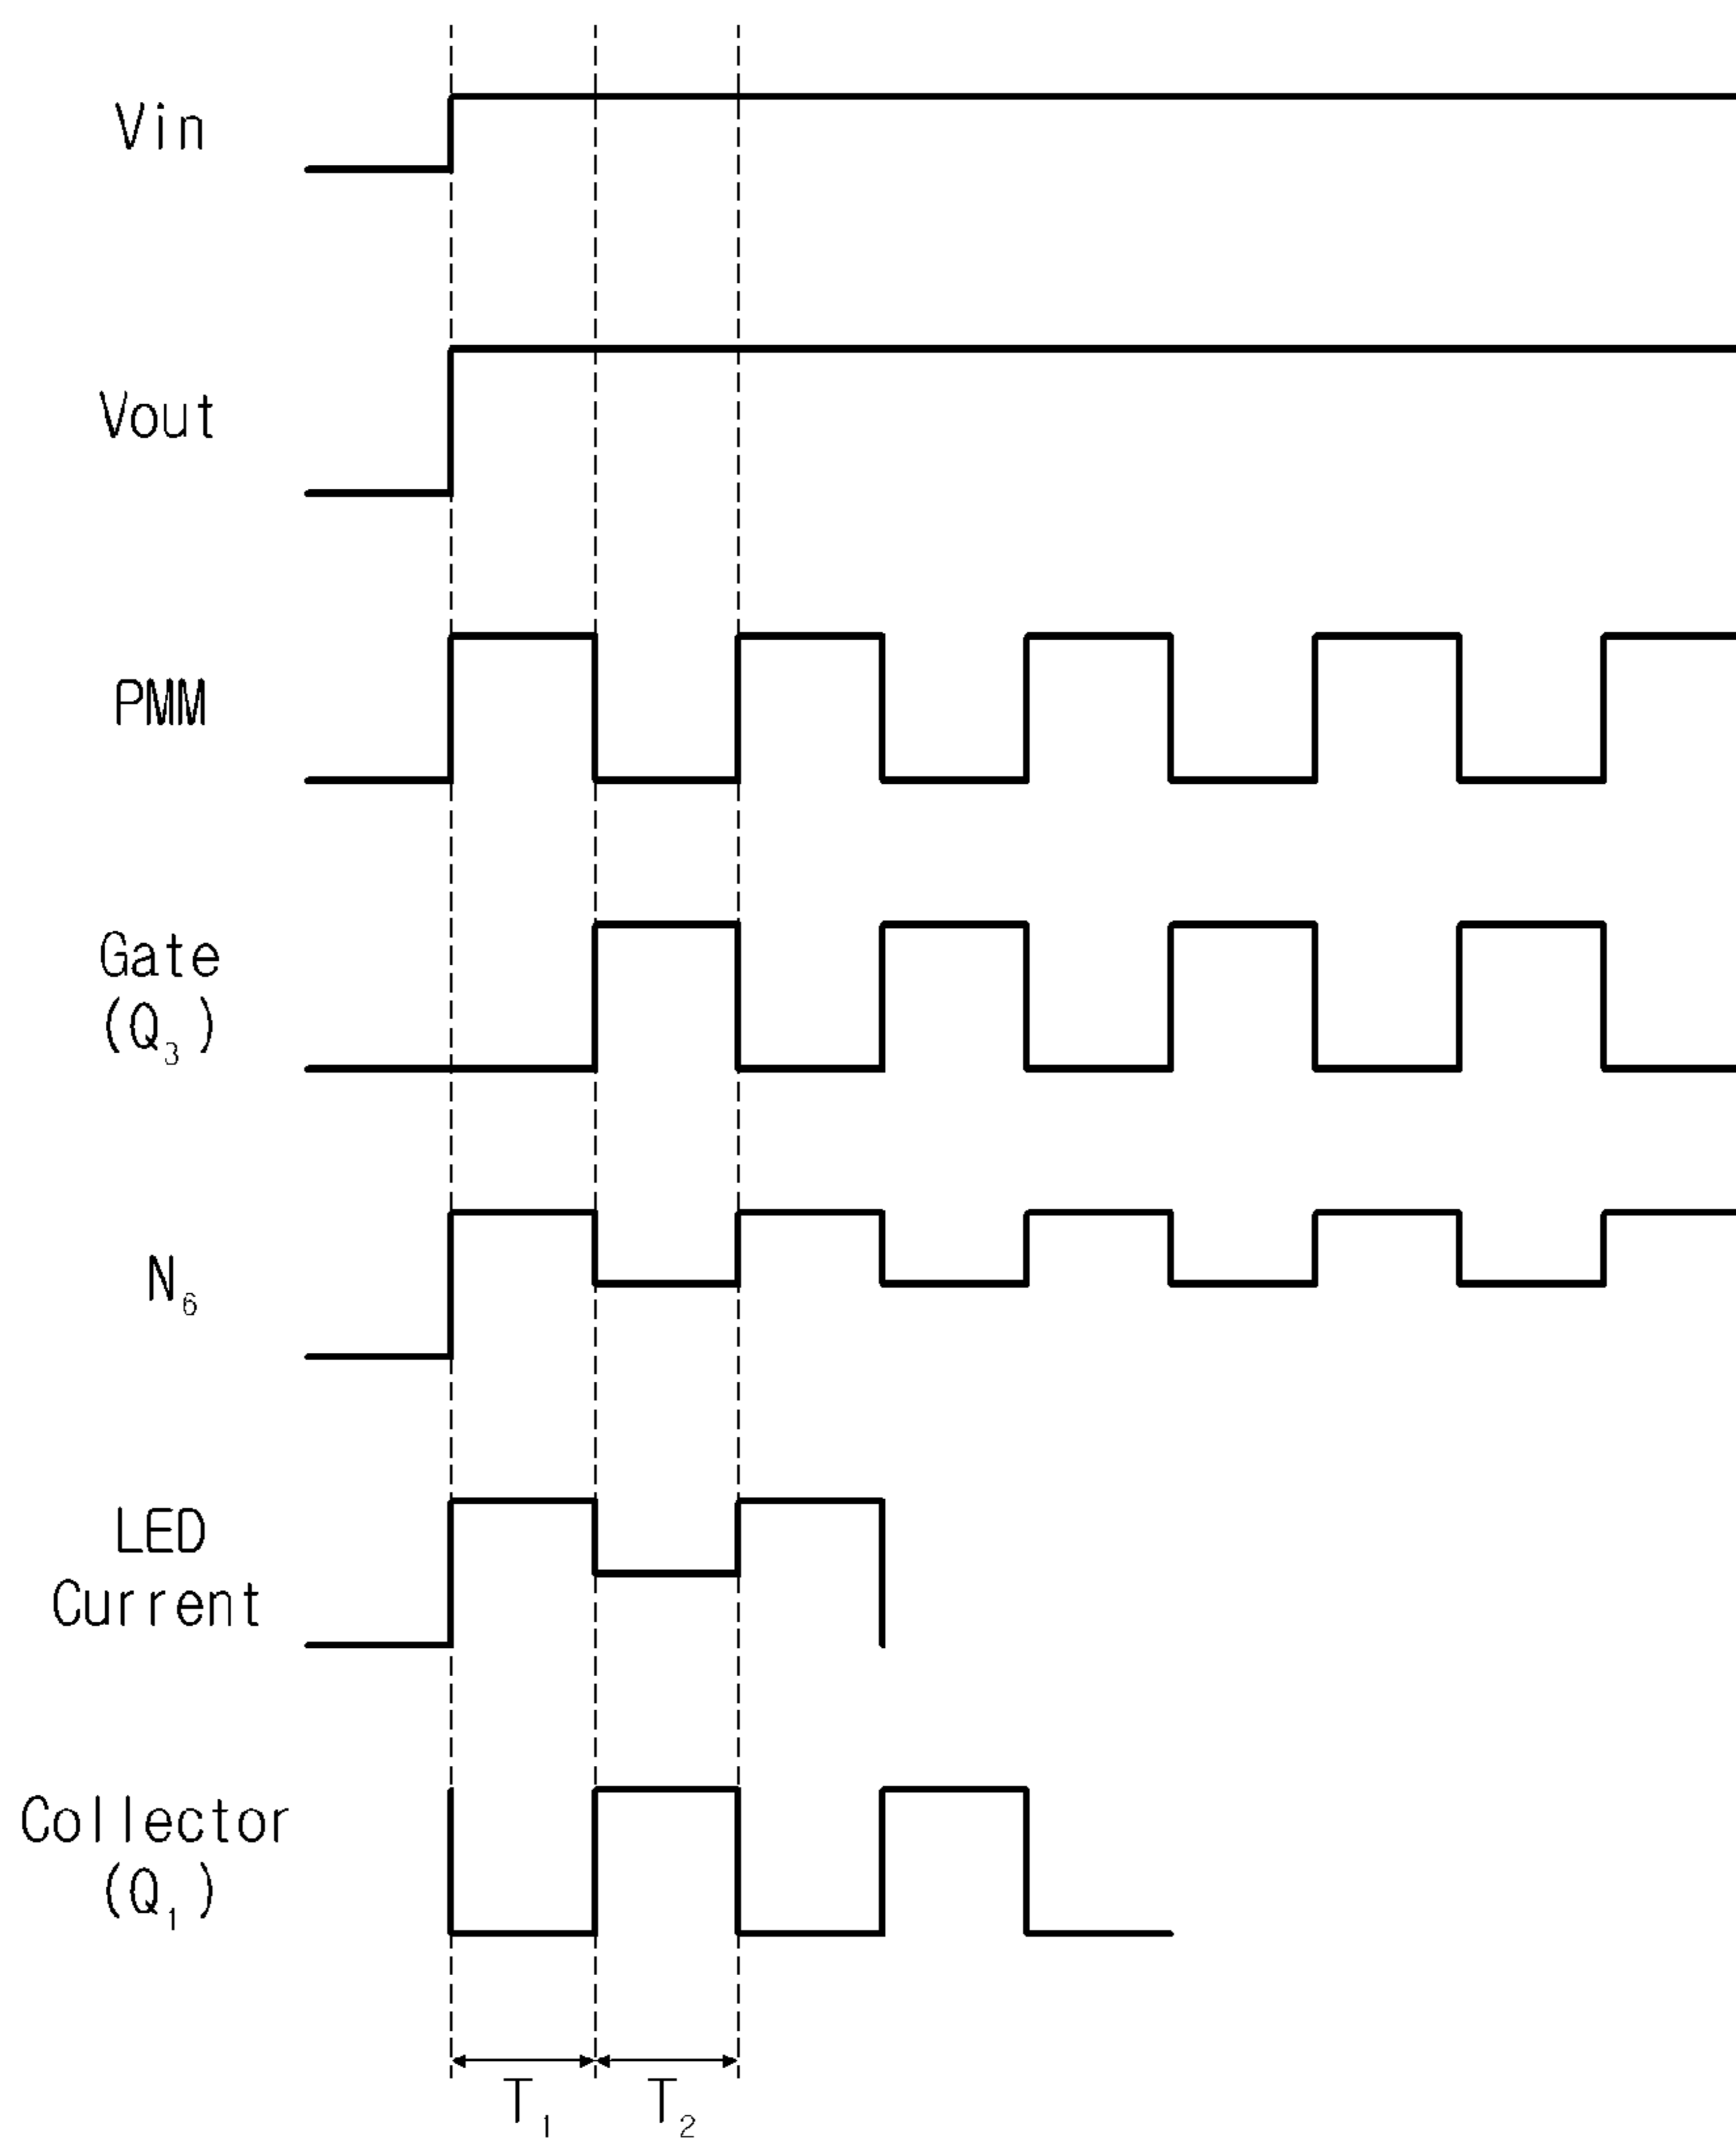 Vin
Vout
PMM
Gate
(Q₃)
N₆
LED
Current
Collector
(Q₁)
T₁ T₂